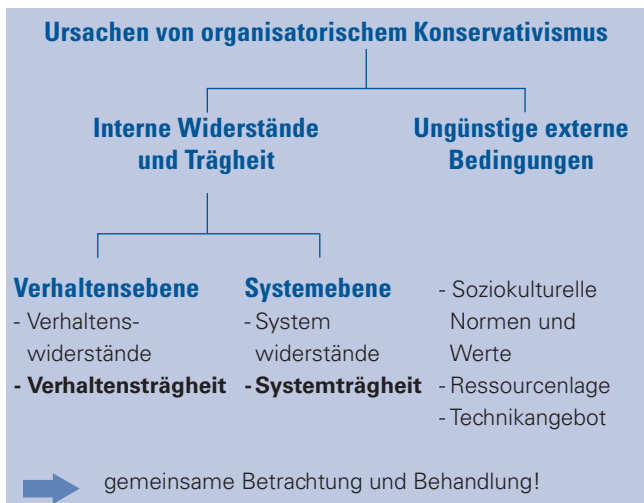 Ursachen von organisatorischem Konservativismus
Interne Widerstände
und Trägheit
Ungünstige externe
Bedingungen
Verhaltensebene
- Verhaltens-
widerstände
- Verhaltensträgheit
Systemebene
- System
widerstände
- Systemträgheit
- Soziokulturelle
Normen und
Werte
- Ressourcenlage
- Technikangebot
gemeinsame Betrachtung und Behandlung!